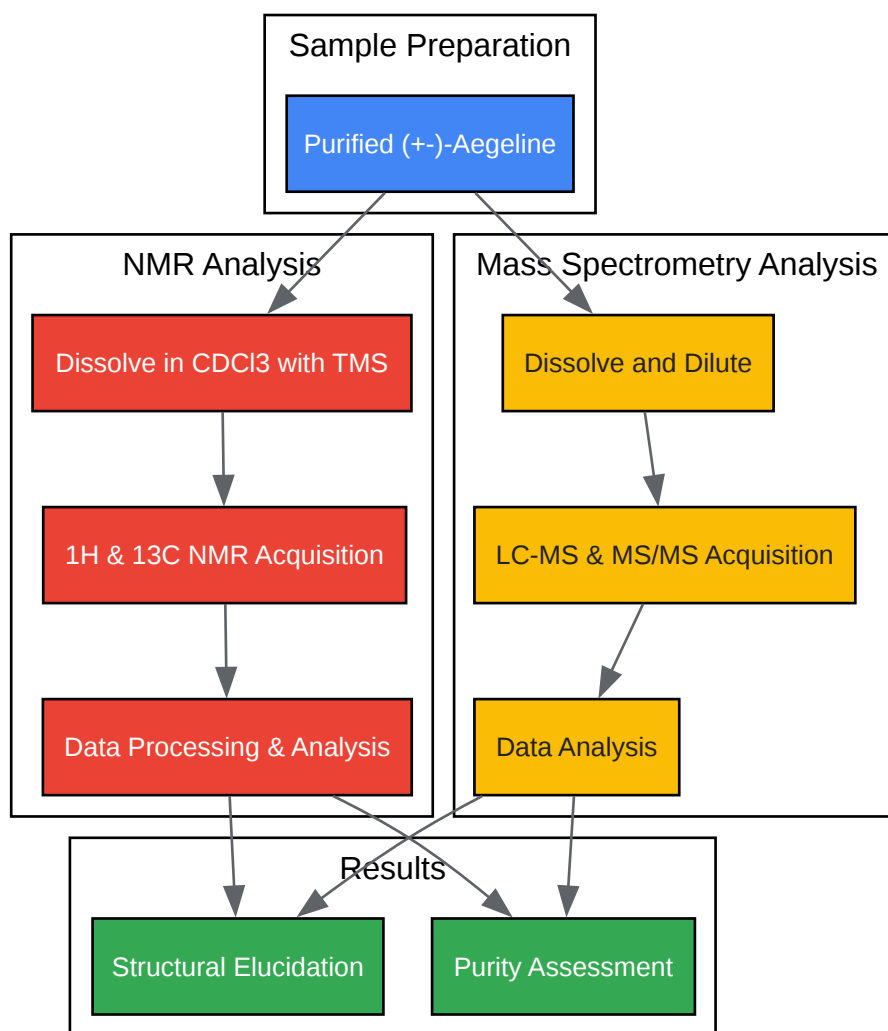 Sample Preparation
Purified (+-)-Aegeline
NMR Analysis
Mass Spectrometry Analysis
Dissolve in CDCl3 with TMS
Dissolve and Dilute
1H & 13C NMR Acquisition
LC-MS & MS/MS Acquisition
Data Processing & Analysis
Data Analysis
Results
Structural Elucidation
Purity Assessment